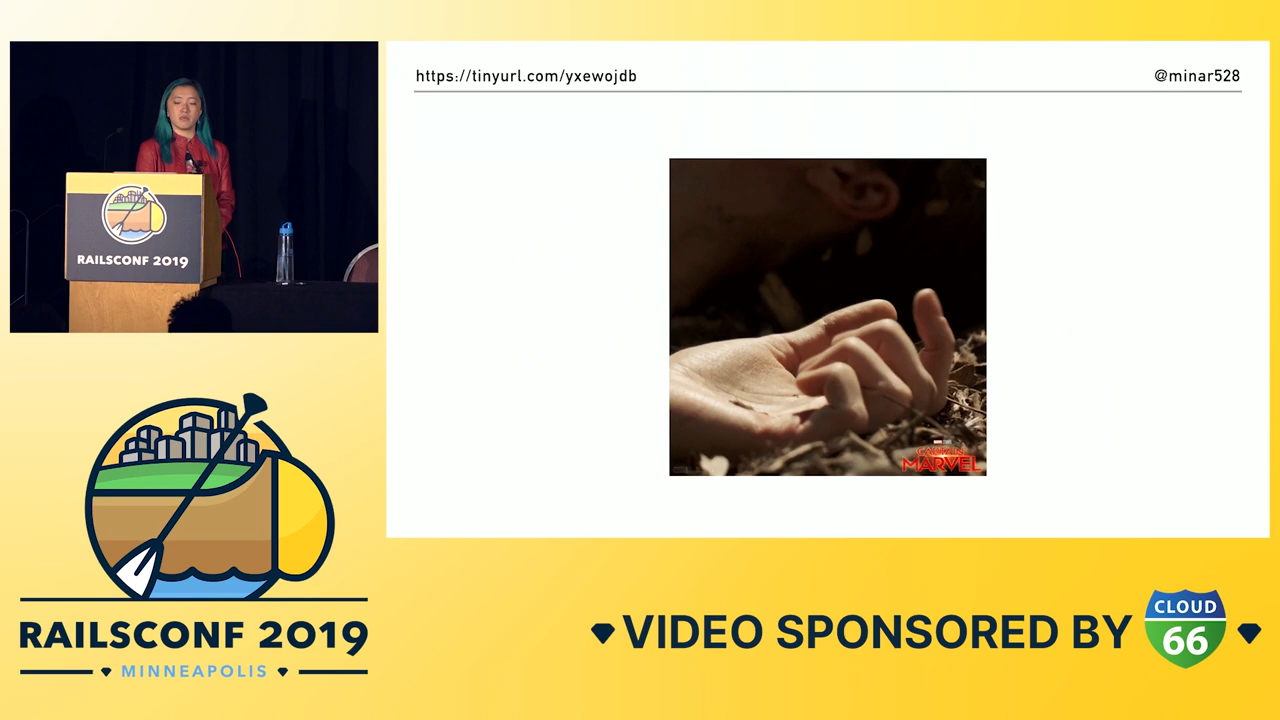 https://tinyurl.com/yxewojdb
@minar528
RAILSCONF 2019
CAPTAIN
MARVEL
RAILSCONF 2019
MINNEAPOLIS
VIDEO SPONSORED BY
CLOUD
66